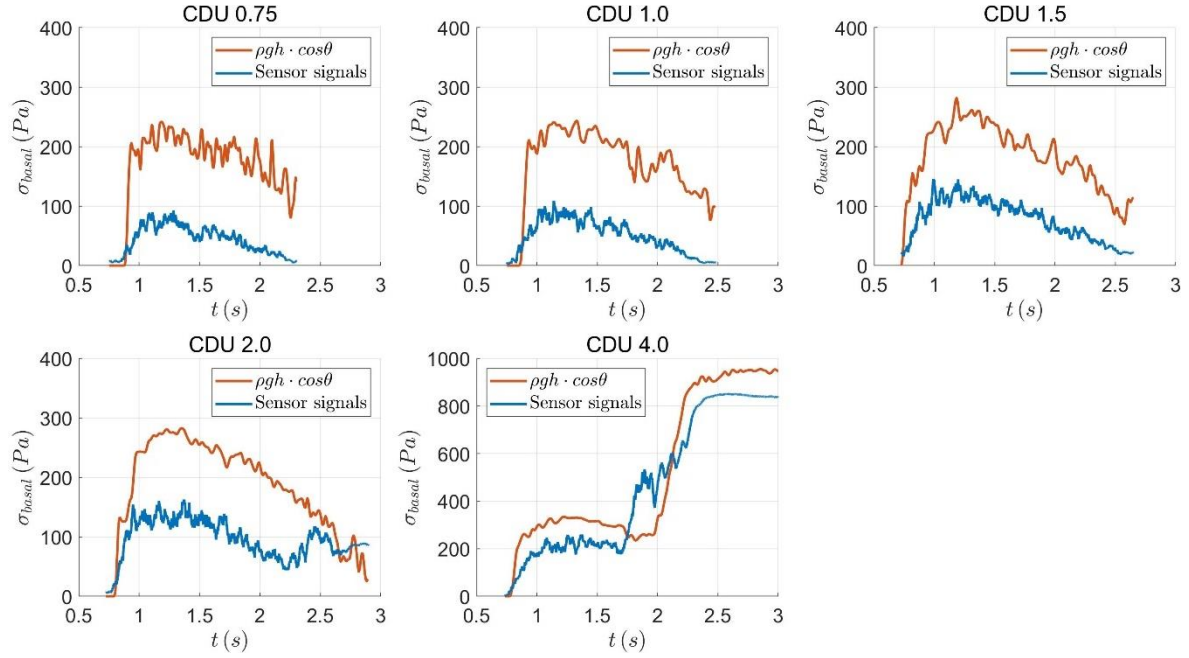 CDU 0.75
400
300
200
100
0
σ_basal (Pa)
ρgh · cosθ
Sensor signals
0.5 1 1.5 2 2.5 3
t (s)
CDU 1.0
400
300
200
100
0
σ_basal (Pa)
ρgh · cosθ
Sensor signals
0.5 1 1.5 2 2.5 3
t (s)
CDU 1.5
400
300
200
100
0
σ_basal (Pa)
ρgh · cosθ
Sensor signals
0.5 1 1.5 2 2.5 3
t (s)
CDU 2.0
400
300
200
100
0
σ_basal (Pa)
ρgh · cosθ
Sensor signals
0.5 1 1.5 2 2.5 3
t (s)
CDU 4.0
1000
800
600
400
200
0
σ_basal (Pa)
ρgh · cosθ
Sensor signals
0.5 1 1.5 2 2.5 3
t (s)